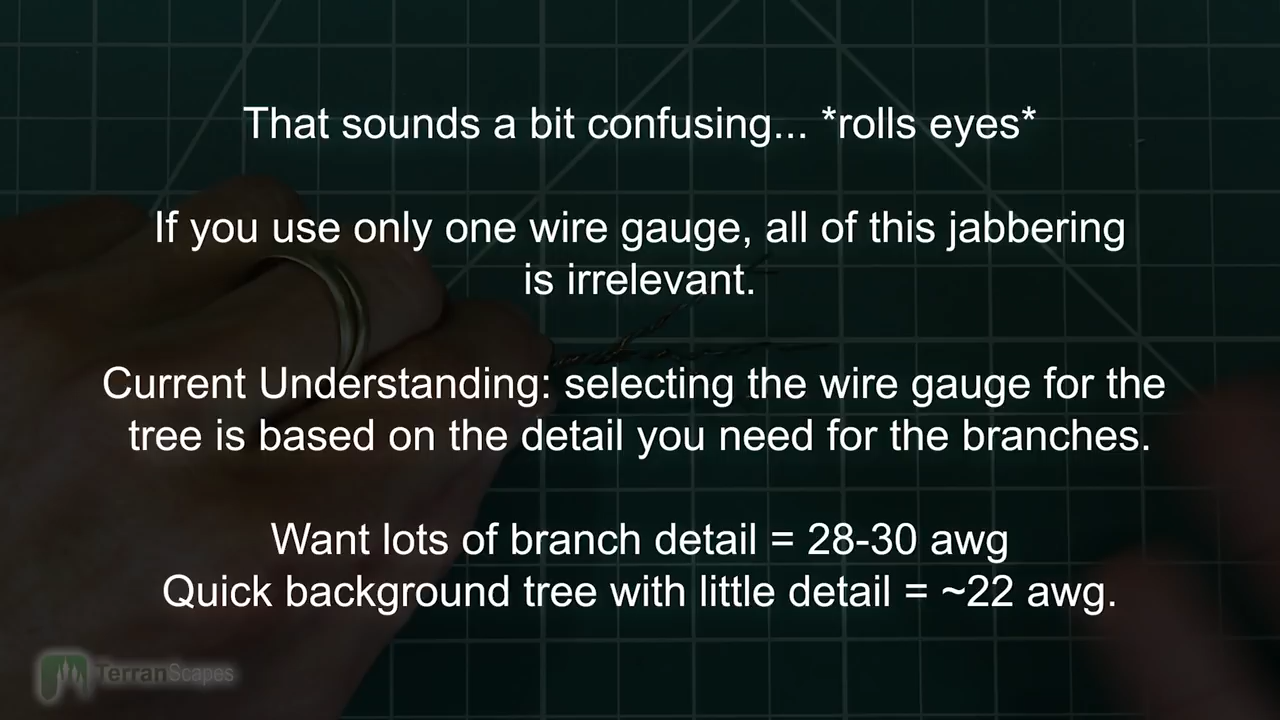 That sounds a bit confusing... *rolls eyes*
If you use only one wire gauge, all of this jabbering
is irrelevant.
Current Understanding: selecting the wire gauge for the
tree is based on the detail you need for the branches.
Want lots of branch detail = 28-30 awg
Quick background tree with little detail = ~22 awg.
TerranScapes